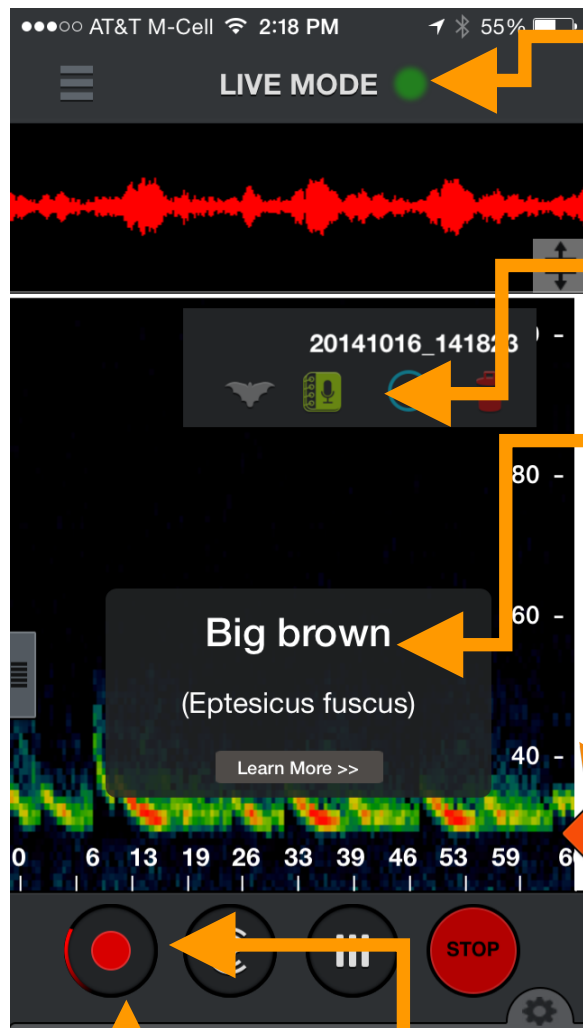 AT&T M-Cell 2:18 PM 55%
LIVE MODE
20141016_141823
80 -
Big brown
60 -
(Eptesicus fuscus)
Learn More >>
40 -
0 6 13 19 26 33 39 46 53 59
STOP